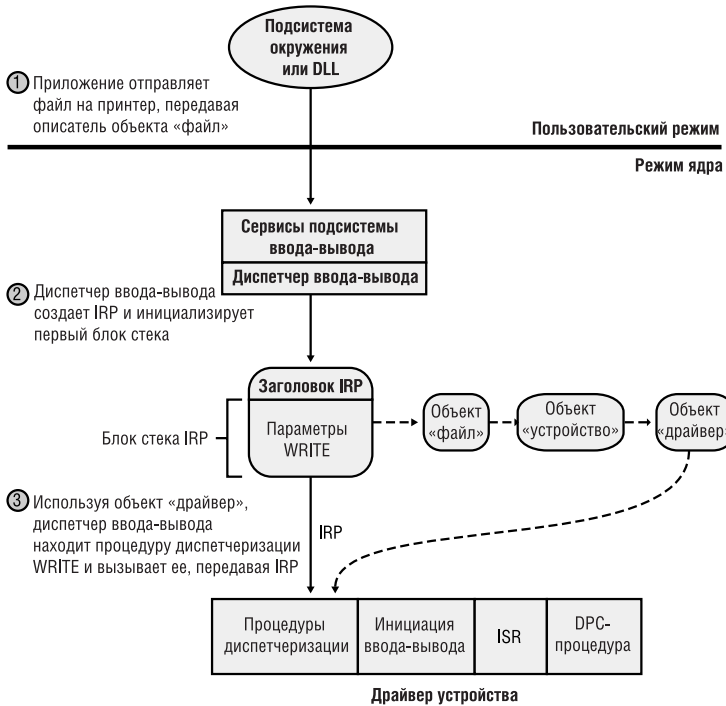 Подсистема
окружения
или DLL
1 Приложение отправляет
файл на принтер, передавая
описатель объекта «файл»
Пользовательский режим
Режим ядра
Сервисы подсистемы
ввода-вывода
Диспетчер ввода-вывода
2 Диспетчер ввода-вывода
создает IRP и инициализирует
первый блок стека
Заголовок IRP
Параметры
WRITE
Блок стека IRP
Объект
«файл»
Объект
«устройство»
Объект
«драйвер»
3 Используя объект «драйвер»,
диспетчер ввода-вывода
находит процедуру диспетчеризации
WRITE и вызывает ее, передавая IRP
IRP
Процедуры
диспетчеризации
Инициация
ввода-вывода
ISR
DPC-
процедура
Драйвер устройства